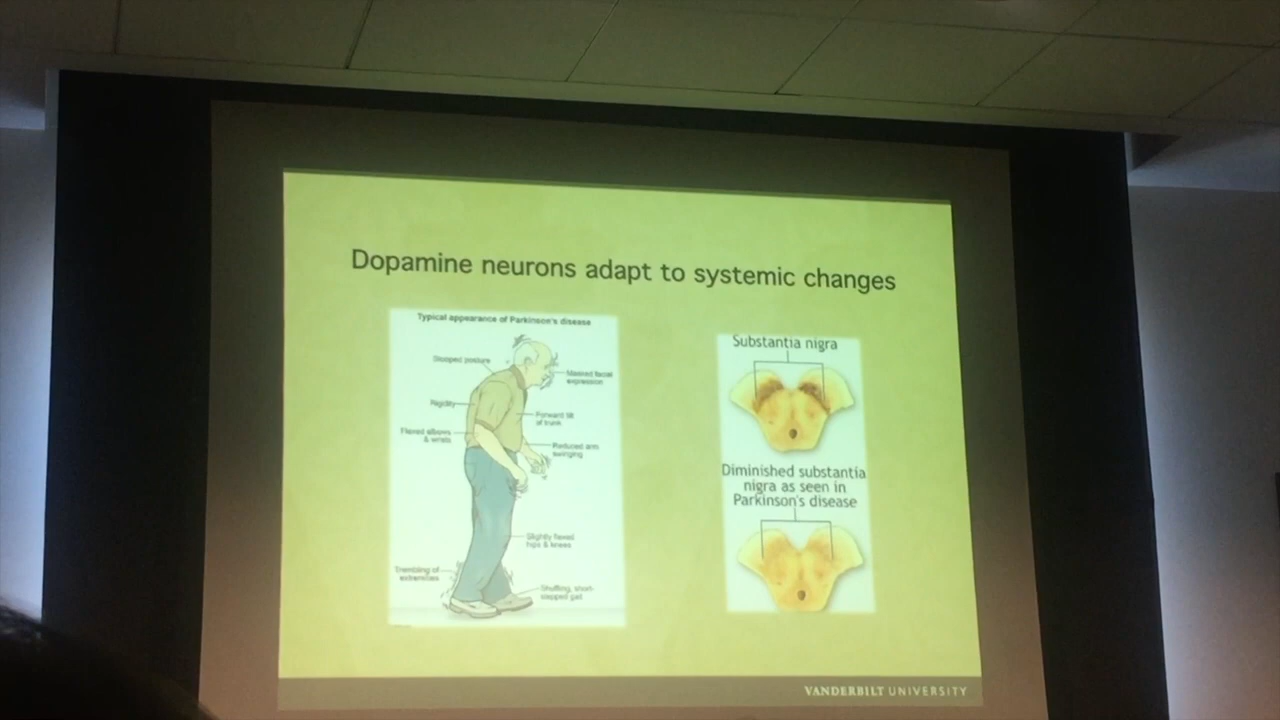 Dopamine neurons adapt to systemic changes
Typical appearance of Parkinson's disease
Stooped posture
Masked facial
expression
Rigidity
Forward tilt
of trunk
Flexed elbows
& wrists
Reduced arm
swinging
Slightly flexed
hips & knees
Trembling of
extremities
Shuffling, short-
stepped gait
Substantia nigra
Diminished substantia
nigra as seen in
Parkinson's disease
VANDERBILT UNIVERSITY